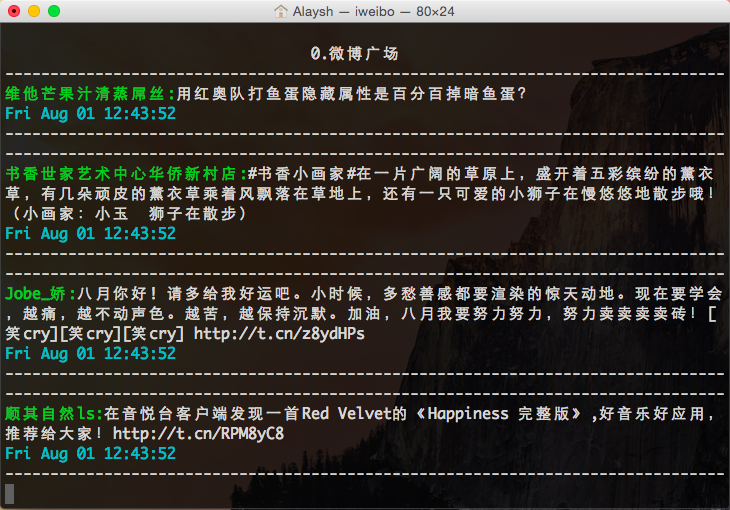 Alaysh — iweibo — 80×24
0.微博广场
--------------------------------------------------------------------------------
维他芒果汁清蒸屌丝:用红奥队打鱼蛋隐藏属性是百分百掉暗鱼蛋?
Fri Aug 01 12:43:52
--------------------------------------------------------------------------------
--------------------------------------------------------------------------------
书香世家艺术中心华侨新村店:#书香小画家#在一片广阔的草原上，盛开着五彩缤纷的薰衣
草，有几朵顽皮的薰衣草乘着风飘落在草地上，还有一只可爱的小狮子在慢悠悠地散步哦！
（小画家：小玉　狮子在散步）
Fri Aug 01 12:43:52
--------------------------------------------------------------------------------
--------------------------------------------------------------------------------
Jobe_娇:八月你好！请多给我好运吧。小时候，多愁善感都要渲染的惊天动地。现在要学会
，越痛，越不动声色。越苦，越保持沉默。加油，八月我要努力努力，努力卖卖卖卖砖！[
笑cry][笑cry][笑cry] http://t.cn/z8ydHPs
Fri Aug 01 12:43:52
--------------------------------------------------------------------------------
--------------------------------------------------------------------------------
顾其自然ls:在音悦台客户端发现一首Red Velvet的《Happiness 完整版》,好音乐好应用，
推荐给大家！http://t.cn/RPM8yC8
Fri Aug 01 12:43:52
--------------------------------------------------------------------------------